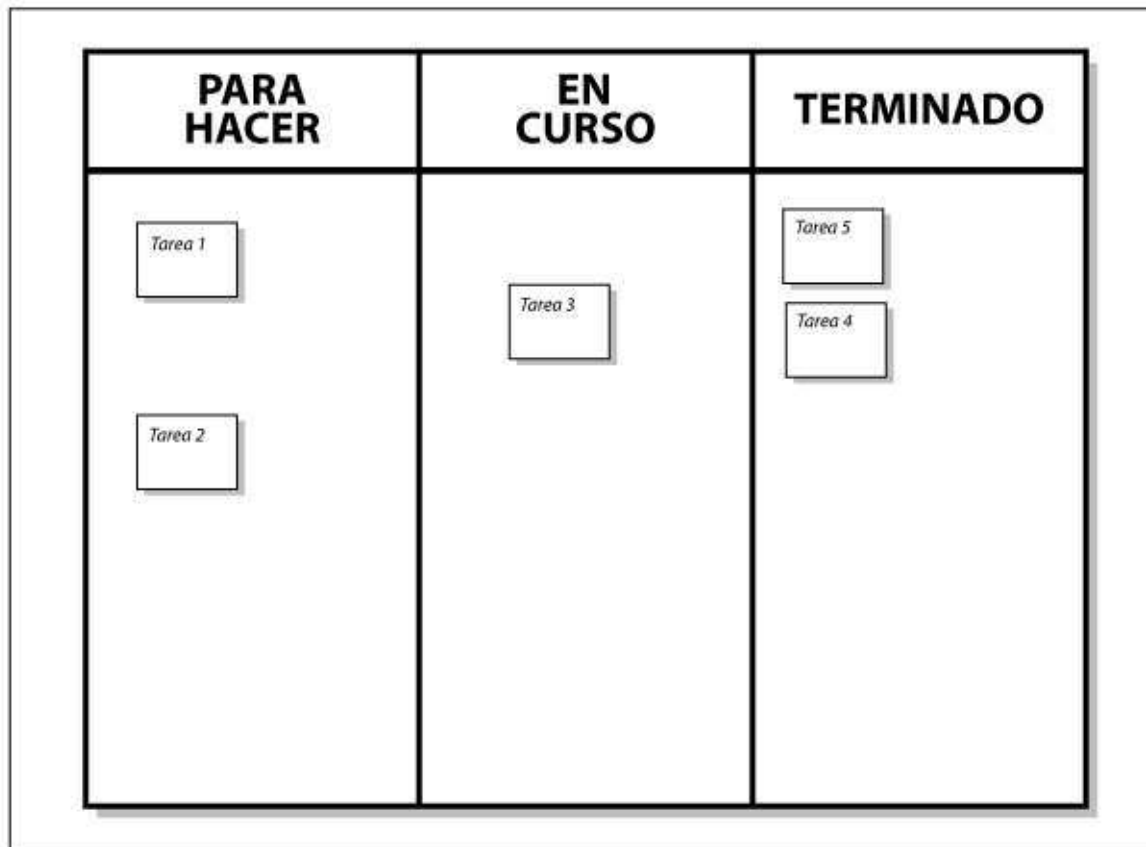 PARA
HACER
EN
CURSO
TERMINADO
Tarea 1
Tarea 2
Tarea 3
Tarea 5
Tarea 4